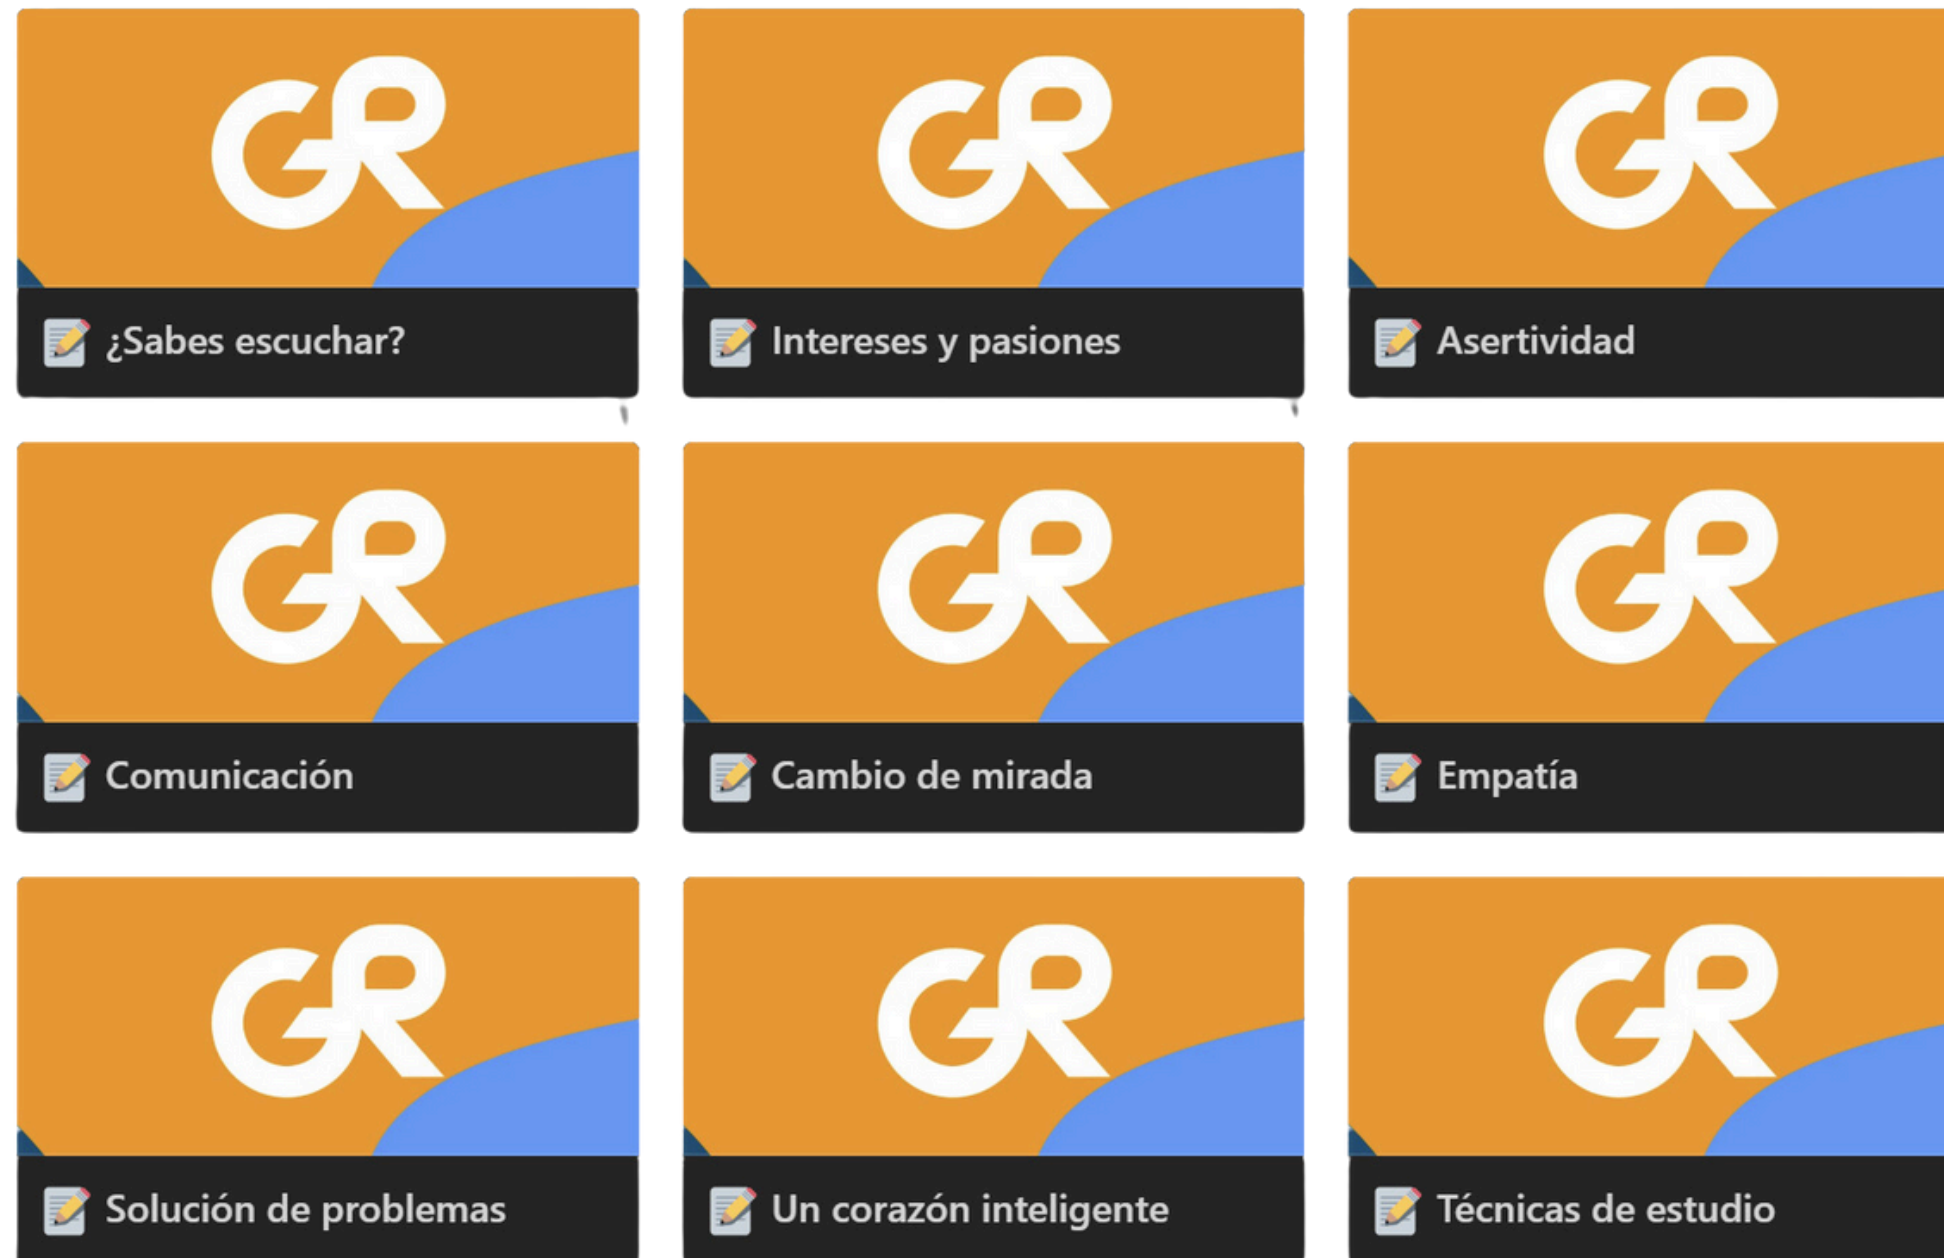 GR
GR
GR
¿Sabes escuchar?
Intereses y pasiones
Asertividad
GR
GR
GR
Comunicación
Cambio de mirada
Empatía
GR
GR
GR
Solución de problemas
Un corazón inteligente
Técnicas de estudio